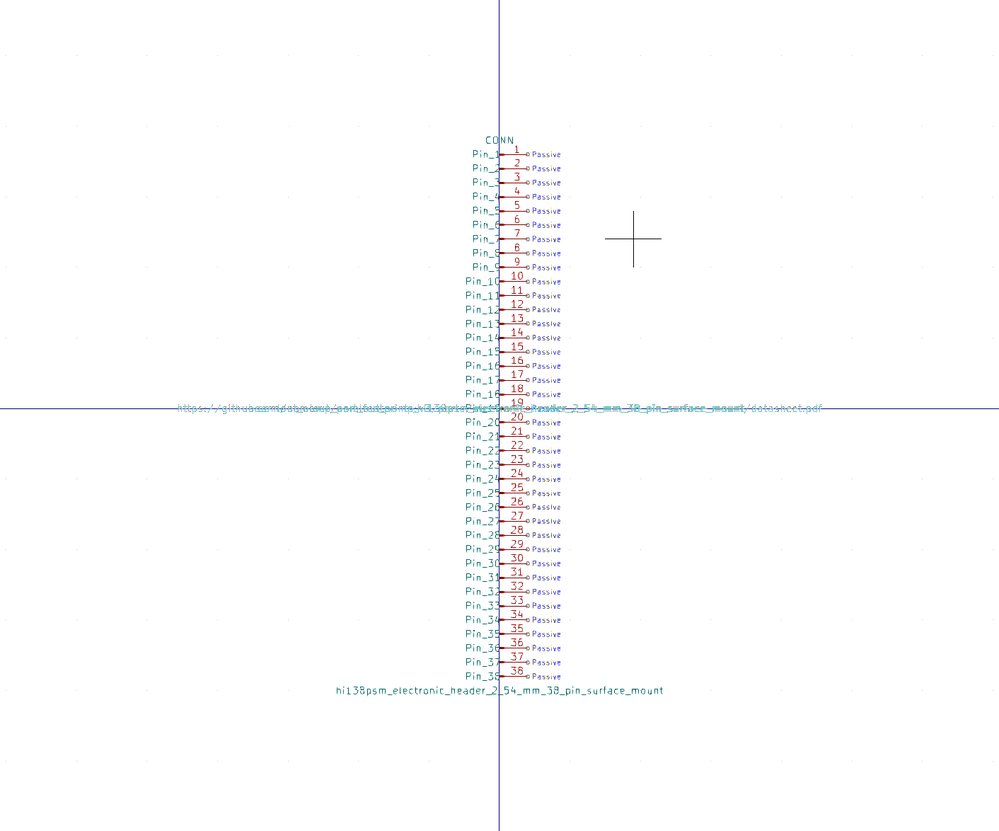 CONN
Pin_1 1 Passive
Pin_2 2 Passive
Pin_3 3 Passive
Pin_4 4 Passive
Pin_5 5 Passive
Pin_6 6 Passive
Pin_7 7 Passive
Pin_8 8 Passive
Pin_9 9 Passive
Pin_10 10 Passive
Pin_11 11 Passive
Pin_12 12 Passive
Pin_13 13 Passive
Pin_14 14 Passive
Pin_15 15 Passive
Pin_16 16 Passive
Pin_17 17 Passive
Pin_18 18 Passive
19
Pin_20 20 Passive
Pin_21 21 Passive
Pin_22 22 Passive
Pin_23 23 Passive
Pin_24 24 Passive
Pin_25 25 Passive
Pin_26 26 Passive
Pin_27 27 Passive
Pin_28 28 Passive
Pin_29 29 Passive
Pin_30 30 Passive
Pin_31 31 Passive
Pin_32 32 Passive
Pin_33 33 Passive
Pin_34 34 Passive
Pin_35 35 Passive
Pin_36 36 Passive
Pin_37 37 Passive
Pin_38 38 Passive
hi138psm_electronic_header_2_54_mm_38_pin_surface_mount